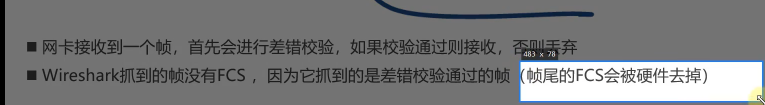 ■ 网卡接收到一个帧，首先会进行差错校验，如果校验通过则接收，否则丢弃
483 x 78
■ Wireshark抓到的帧没有FCS ，因为它抓到的是差错校验通过的帧（帧尾的FCS会被硬件去掉）